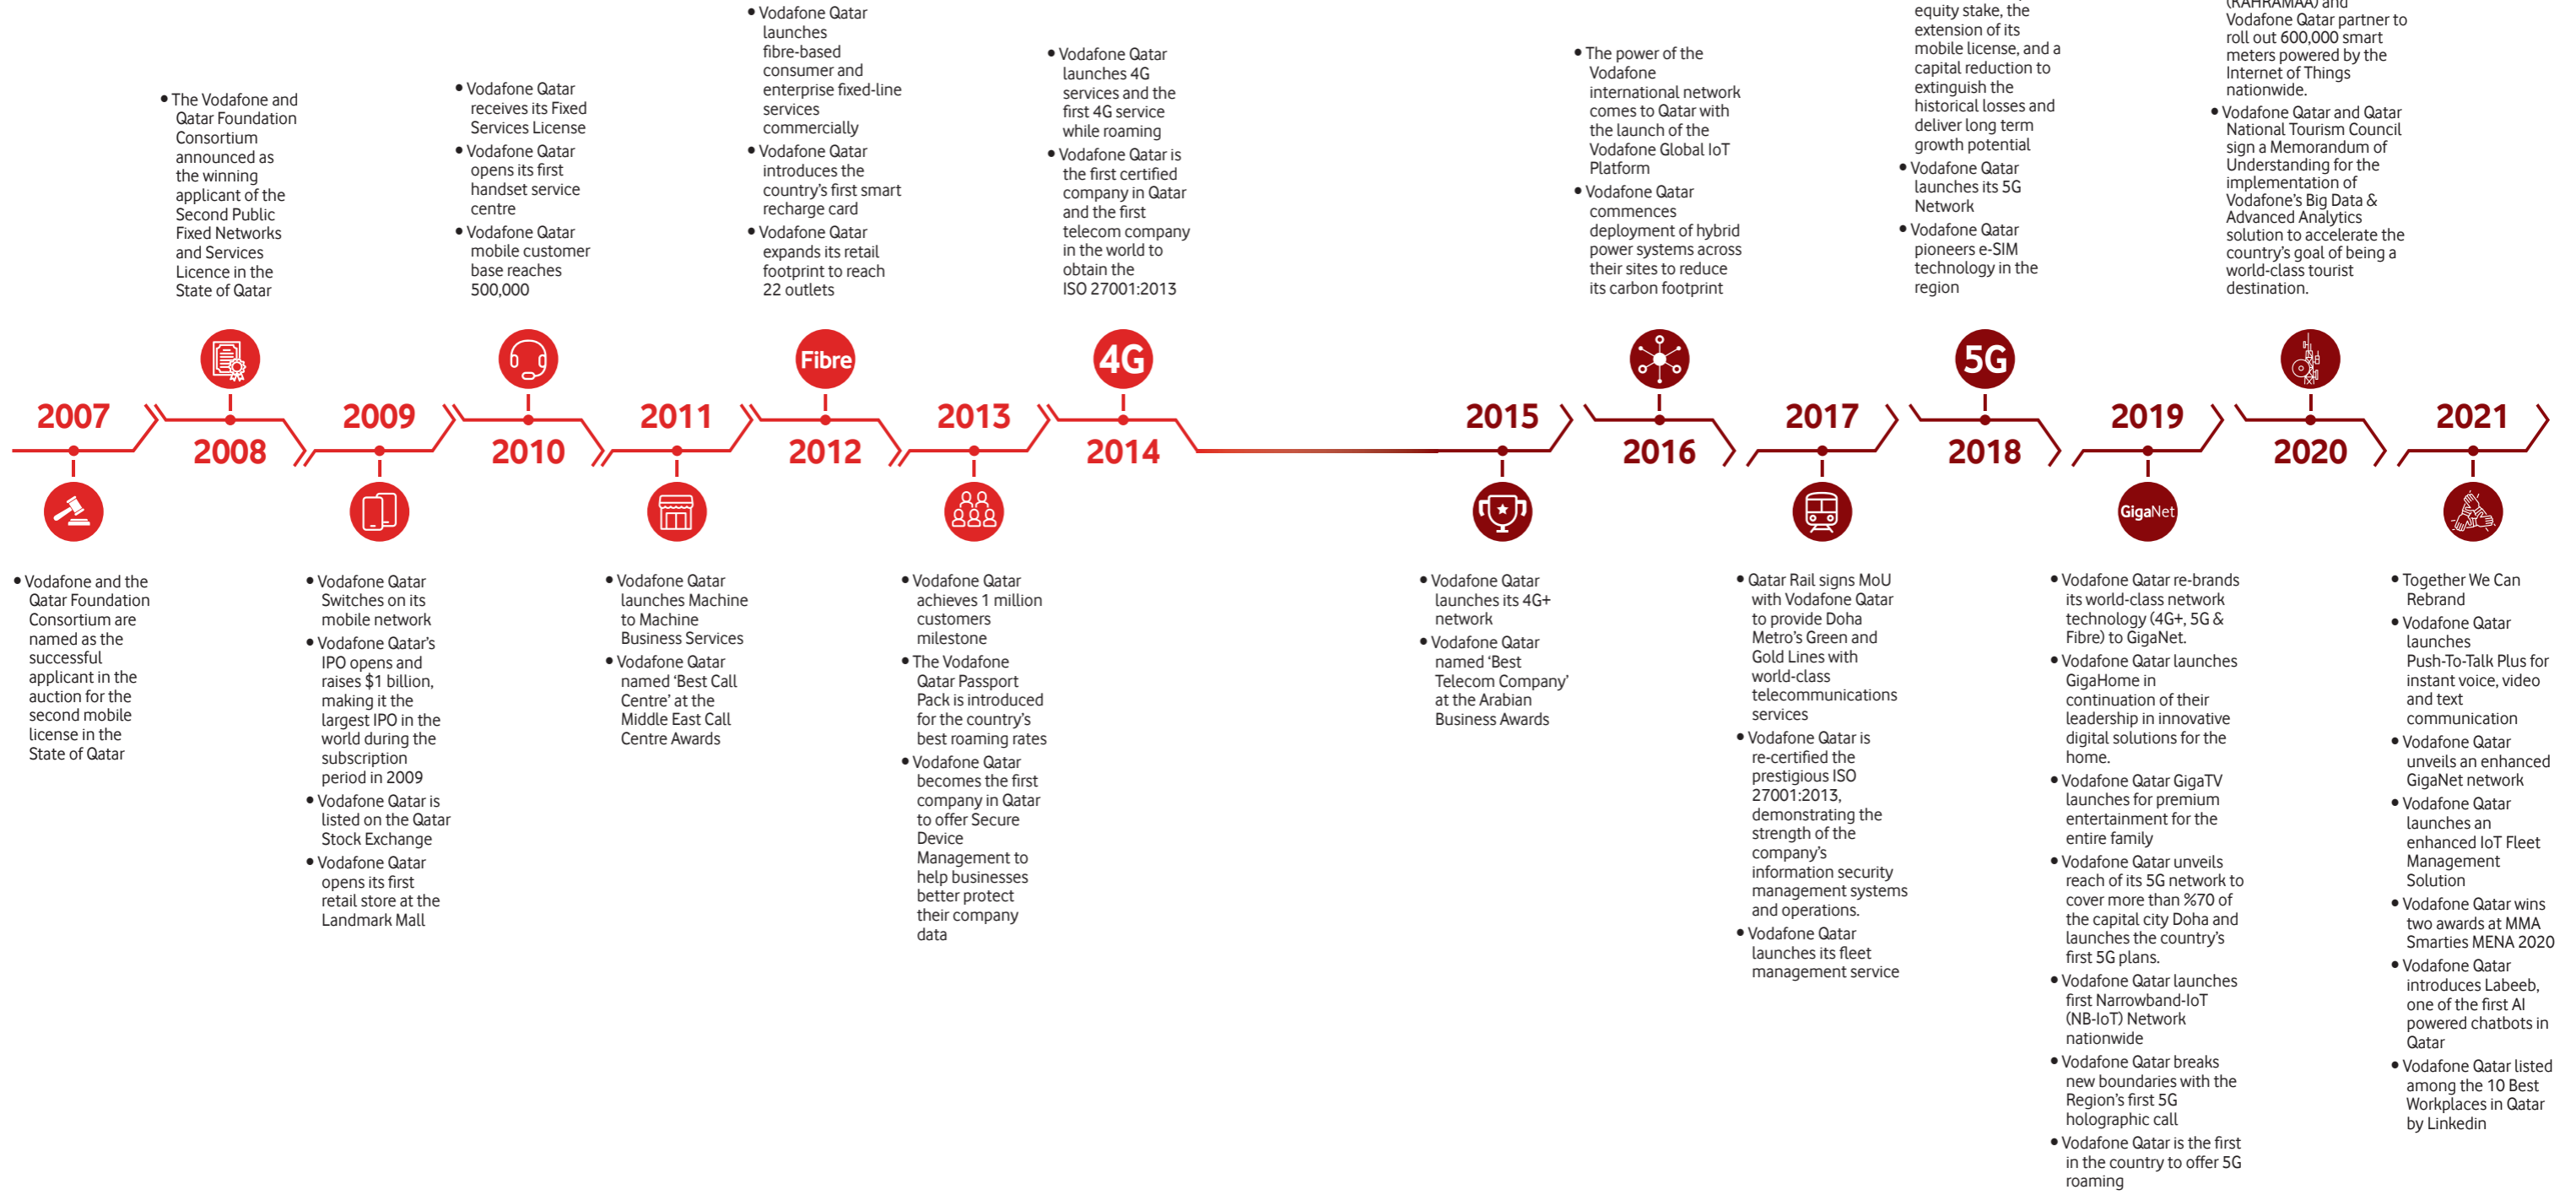 • Vodafone Qatar
launches
fibre-based
consumer and
enterprise fixed-line
services
commercially
• Vodafone Qatar
introduces the
country's first smart
recharge card
• Vodafone Qatar
expands its retail
footprint to reach
22 outlets
equity stake, the
extension of its
mobile license, and a
capital reduction to
extinguish the
historical losses and
deliver long term
growth potential
• Vodafone Qatar
launches its 5G
Network
• Vodafone Qatar
pioneers e-SIM
technology in the
region
(KAHRAMAA) and
Vodafone Qatar partner to
roll out 600,000 smart
meters powered by the
Internet of Things
nationwide.
• Vodafone Qatar and Qatar
National Tourism Council
sign a Memorandum of
Understanding for the
implementation of
Vodafone's Big Data &
Advanced Analytics
solution to accelerate the
country's goal of being a
world-class tourist
destination.
• The Vodafone and
Qatar Foundation
Consortium
announced as
the winning
applicant of the
Second Public
Fixed Networks
and Services
Licence in the
State of Qatar
• Vodafone Qatar
receives its Fixed
Services License
• Vodafone Qatar
opens its first
handset service
centre
• Vodafone Qatar
mobile customer
base reaches
500,000
• Vodafone Qatar
launches 4G
services and the
first 4G service
while roaming
• Vodafone Qatar is
the first certified
company in Qatar
and the first
telecom company
in the world to
obtain the
ISO 27001:2013
• The power of the
Vodafone
international network
comes to Qatar with
the launch of the
Vodafone Global IoT
Platform
• Vodafone Qatar
commences
deployment of hybrid
power systems across
their sites to reduce
its carbon footprint
Fibre
4G
5G
2007
2008
2009
2010
2011
2012
2013
2014
2015
2016
2017
2018
2019
2020
2021
GigaNet
• Vodafone and the
Qatar Foundation
Consortium are
named as the
successful
applicant in the
auction for the
second mobile
license in the
State of Qatar
• Vodafone Qatar
Switches on its
mobile network
• Vodafone Qatar's
IPO opens and
raises $1 billion,
making it the
largest IPO in the
world during the
subscription
period in 2009
• Vodafone Qatar is
listed on the Qatar
Stock Exchange
• Vodafone Qatar
opens its first
retail store at the
Landmark Mall
• Vodafone Qatar
launches Machine
to Machine
Business Services
• Vodafone Qatar
named 'Best Call
Centre' at the
Middle East Call
Centre Awards
• Vodafone Qatar
achieves 1 million
customers
milestone
• The Vodafone
Qatar Passport
Pack is introduced
for the country's
best roaming rates
• Vodafone Qatar
becomes the first
company in Qatar
to offer Secure
Device
Management to
help businesses
better protect
their company
data
• Vodafone Qatar
launches its 4G+
network
• Vodafone Qatar
named 'Best
Telecom Company'
at the Arabian
Business Awards
• Qatar Rail signs MoU
with Vodafone Qatar
to provide Doha
Metro's Green and
Gold Lines with
world-class
telecommunications
services
• Vodafone Qatar is
re-certified the
prestigious ISO
27001:2013,
demonstrating the
strength of the
company's
information security
management systems
and operations.
• Vodafone Qatar
launches its fleet
management service
• Vodafone Qatar re-brands
its world-class network
technology (4G+, 5G &
Fibre) to GigaNet.
• Vodafone Qatar launches
GigaHome in
continuation of their
leadership in innovative
digital solutions for the
home.
• Vodafone Qatar GigaTV
launches for premium
entertainment for the
entire family
• Vodafone Qatar unveils
reach of its 5G network to
cover more than %70 of
the capital city Doha and
launches the country's
first 5G plans.
• Vodafone Qatar launches
first Narrowband-IoT
(NB-IoT) Network
nationwide
• Vodafone Qatar breaks
new boundaries with the
Region's first 5G
holographic call
• Vodafone Qatar is the first
in the country to offer 5G
roaming
• Together We Can
Rebrand
• Vodafone Qatar
launches
Push-To-Talk Plus for
instant voice, video
and text
communication
• Vodafone Qatar
unveils an enhanced
GigaNet network
• Vodafone Qatar
launches an
enhanced IoT Fleet
Management
Solution
• Vodafone Qatar wins
two awards at MMA
Smarties MENA 2020
• Vodafone Qatar
introduces Labeeb,
one of the first AI
powered chatbots in
Qatar
• Vodafone Qatar listed
among the 10 Best
Workplaces in Qatar
by Linkedin